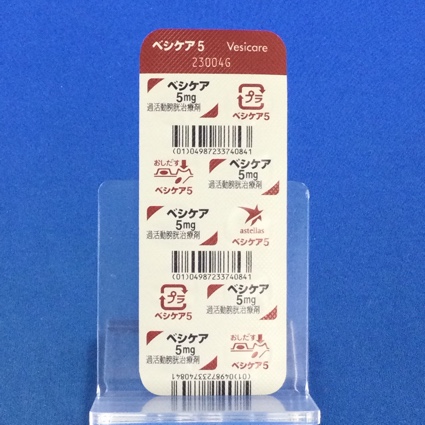 ベシケア5 Vesicare
23004G
ベシケア
5mg
過活動膀胱治療剤
プラ
ベシケア5
(01)04987233740841
おしだす
ベシケア5
ベシケア
5mg
過活動膀胱治療剤
ベシケア
5mg
過活動膀胱治療剤
astellas
ベシケア5
(01)04987233740841
プラ
ベシケア5
ベシケア
5mg
過活動膀胱治療剤
ベシケア
5mg
過活動膀胱治療剤
おしだす
ベシケア5
(01)04987233740841